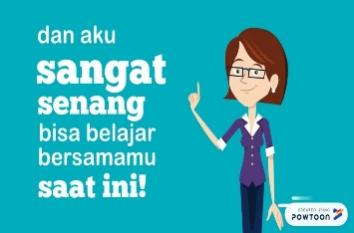 dan aku
sangat
senang
bisa belajar
bersamamu
saat ini!
CREATED USING
POWTOON